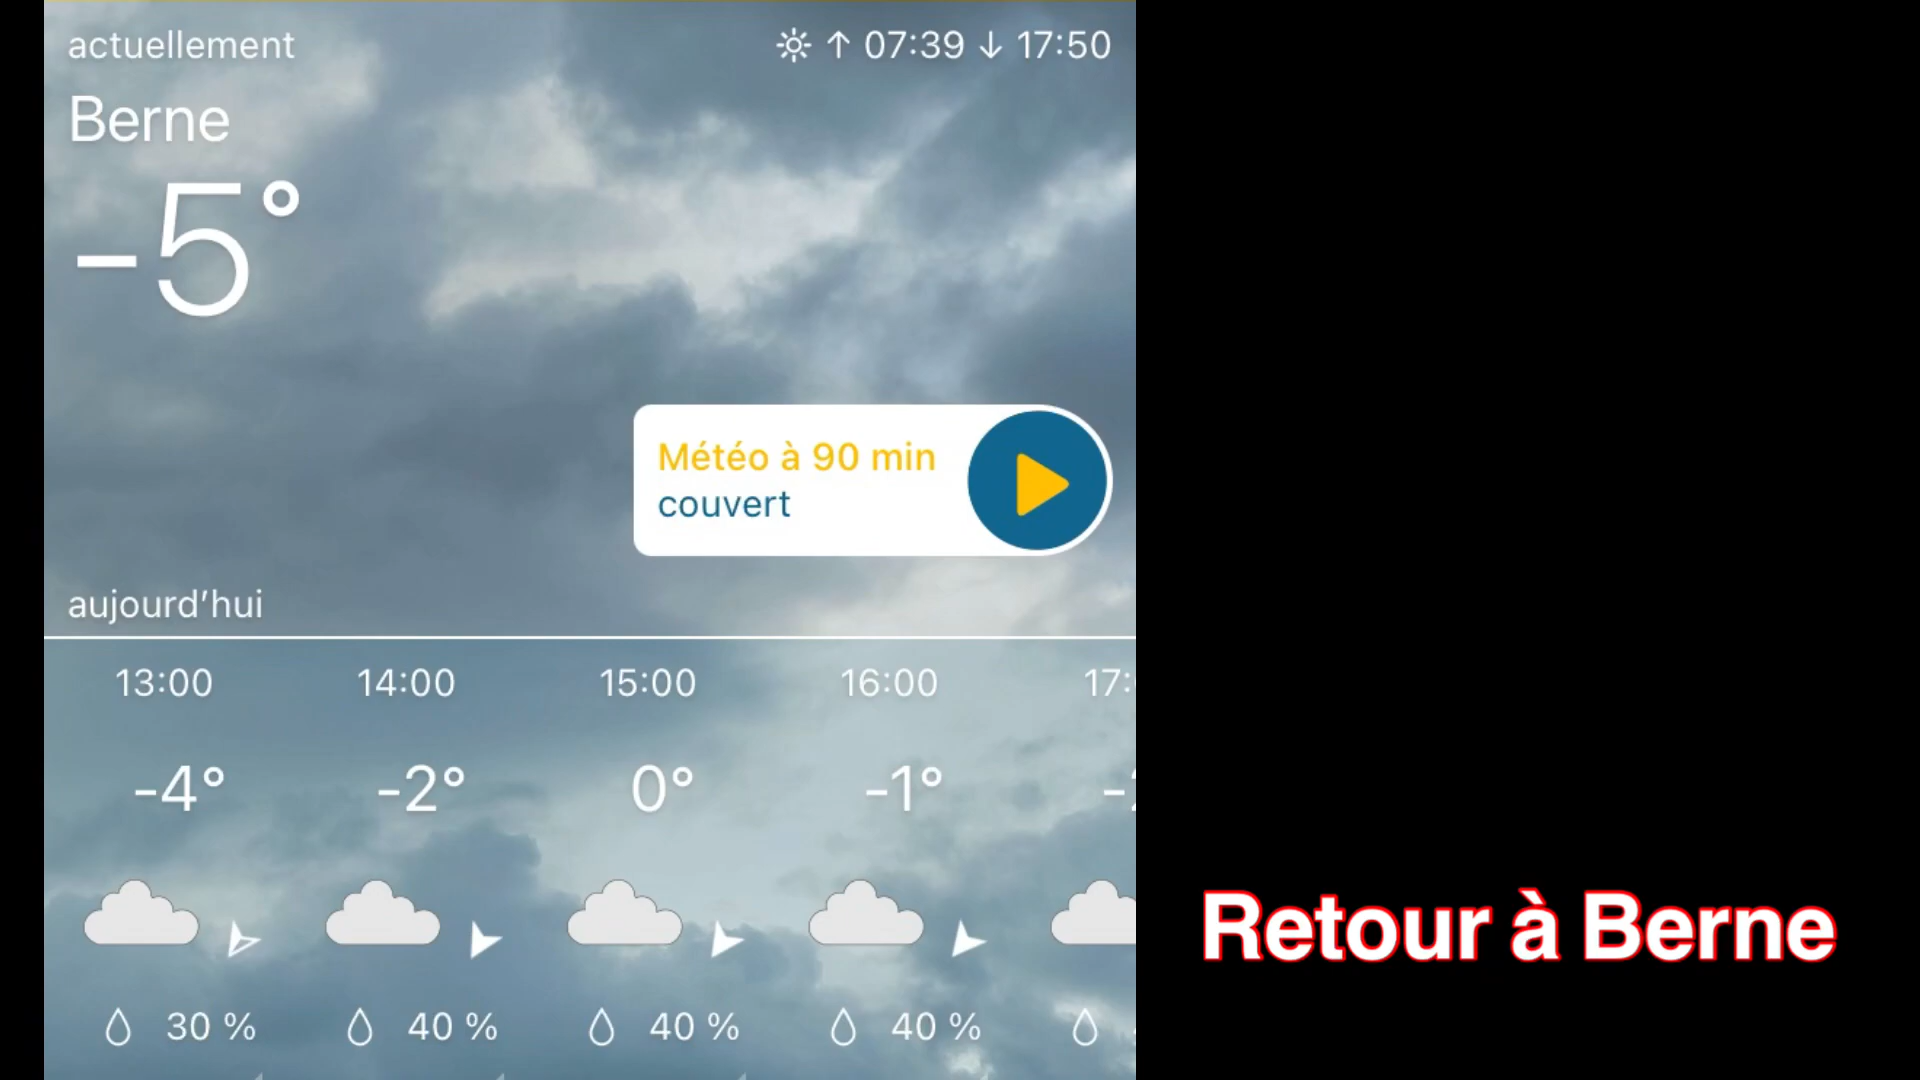 actuellement
↑ 07:39 ↓ 17:50
Berne
-5°
Météo à 90 min
couvert
aujourd’hui
13:00 14:00 15:00 16:00 17:
-4° -2° 0° -1°
30 % 40 % 40 % 40 %
Retour à Berne